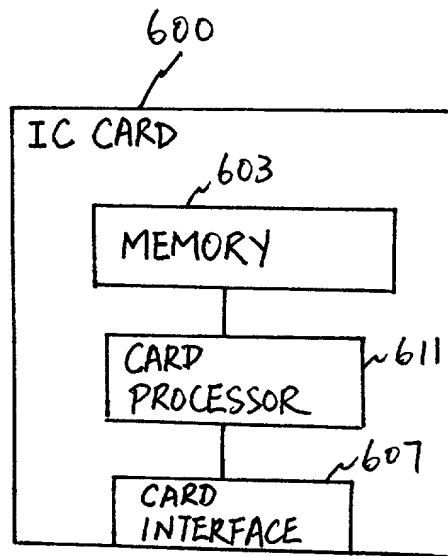 600
IC CARD
603
MEMORY
CARD
PROCESSOR
611
607
CARD
INTERFACE